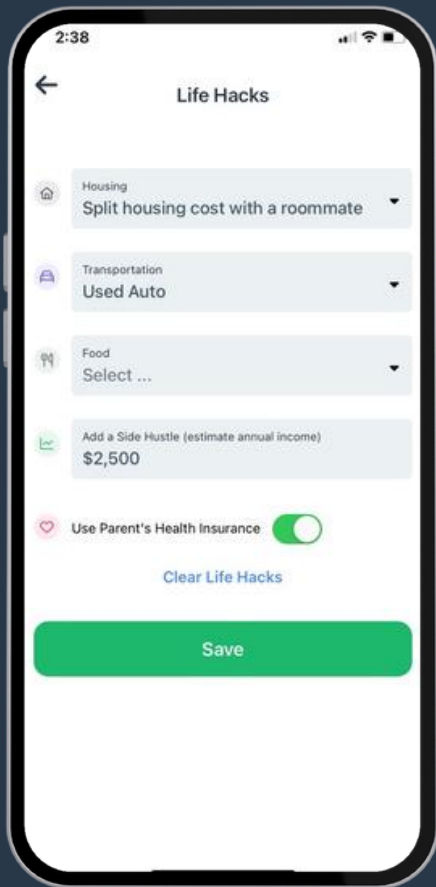 2:38
Life Hacks
Housing
Split housing cost with a roommate
Transportation
Used Auto
Food
Select ...
Add a Side Hustle (estimate annual income)
$2,500
Use Parent's Health Insurance
Clear Life Hacks
Save